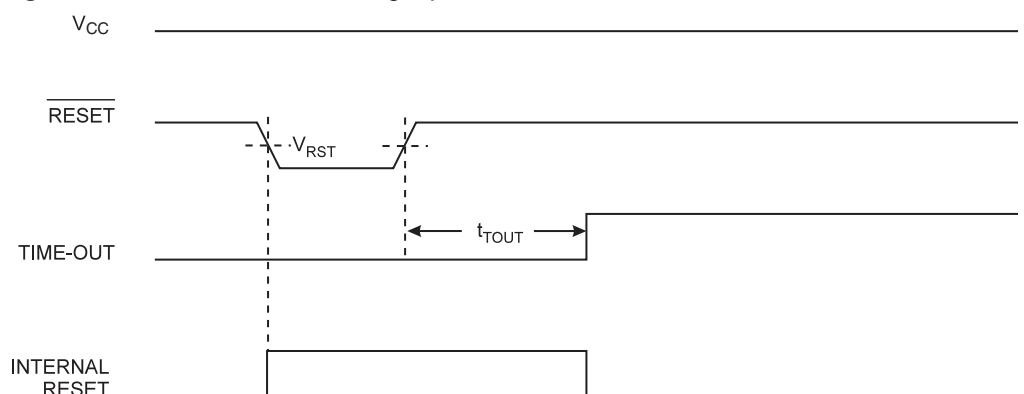 VCC
RESET
VRST
tTOUT
TIME-OUT
INTERNAL
RESET